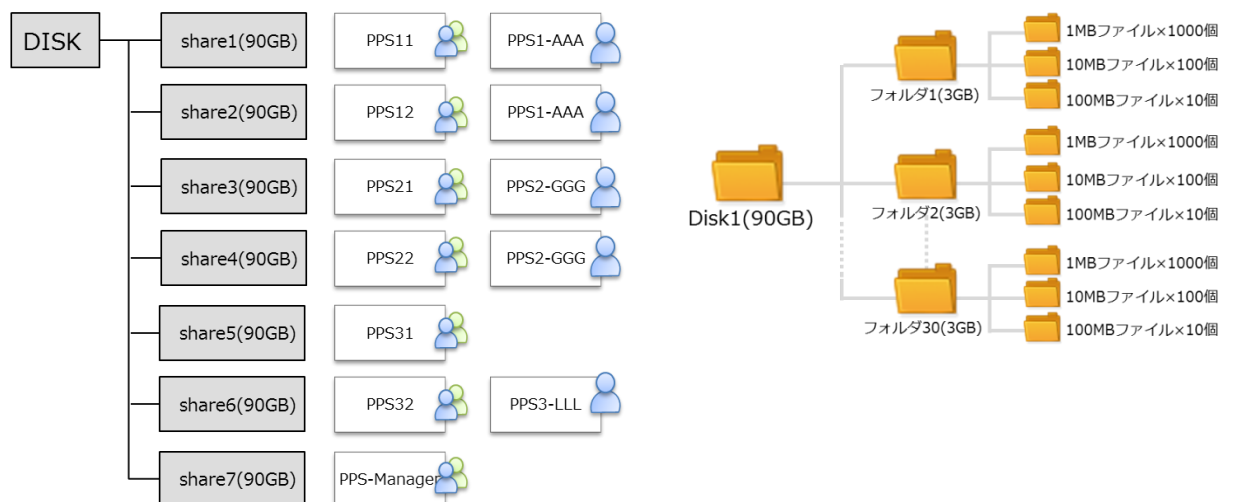 DISK
share1(90GB)
PPS11
PPS1-AAA
share2(90GB)
PPS12
PPS1-AAA
share3(90GB)
PPS21
PPS2-GGG
share4(90GB)
PPS22
PPS2-GGG
share5(90GB)
PPS31
share6(90GB)
PPS32
PPS3-LLL
share7(90GB)
PPS-Manager
Disk1(90GB)
フォルダ1(3GB)
1MBファイル×1000個
10MBファイル×100個
100MBファイル×10個
フォルダ2(3GB)
1MBファイル×1000個
10MBファイル×100個
100MBファイル×10個
フォルダ30(3GB)
1MBファイル×1000個
10MBファイル×100個
100MBファイル×10個